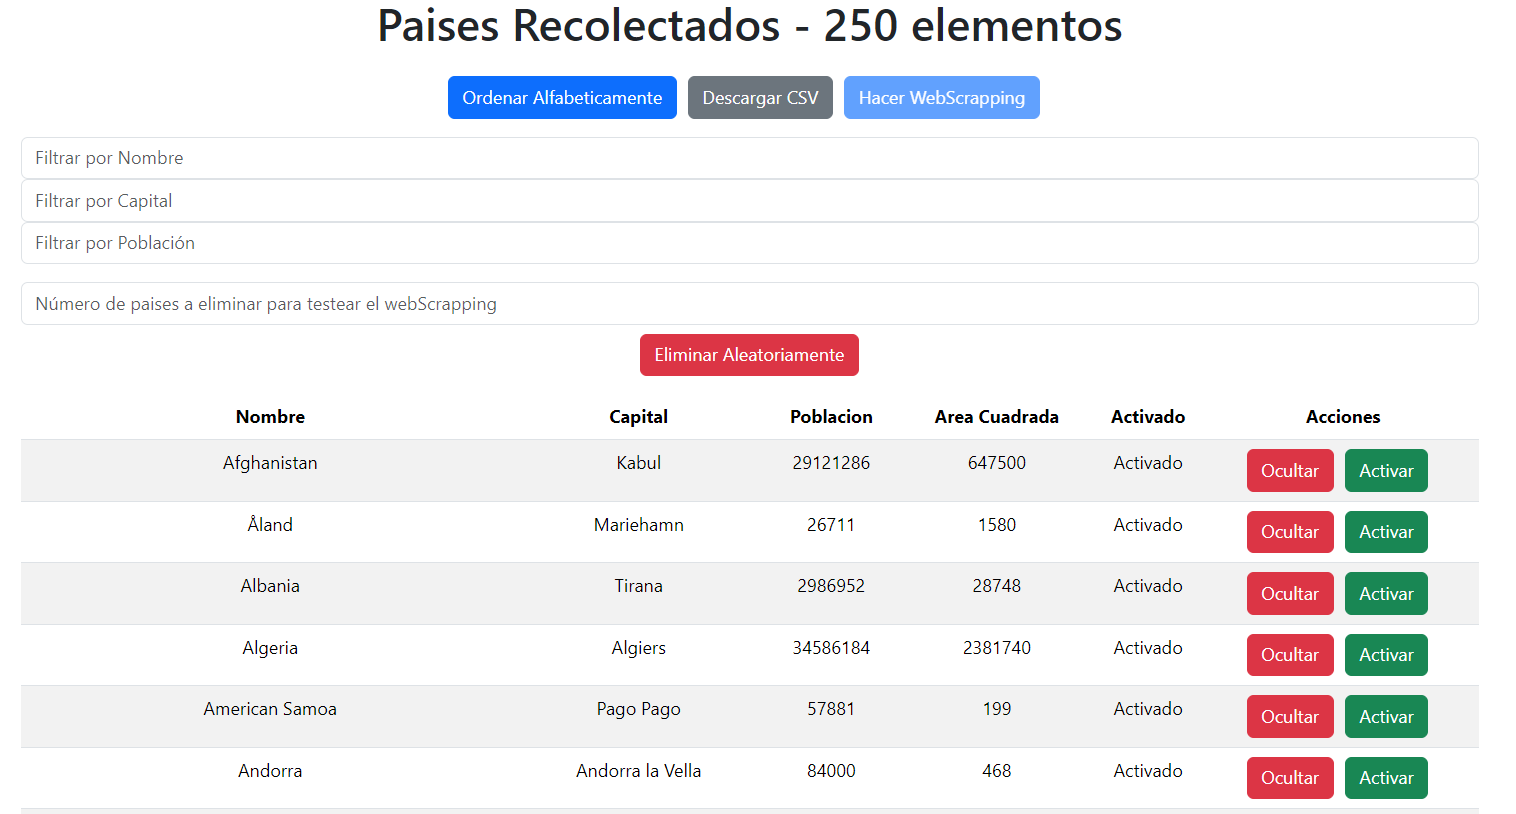 Paises Recolectados - 250 elementos
Ordenar Alfabeticamente Descargar CSV Hacer WebScrapping
Filtrar por Nombre
Filtrar por Capital
Filtrar por Población
Número de paises a eliminar para testear el webScrapping
Eliminar Aleatoriamente
Nombre Capital Poblacion Area Cuadrada Activado Acciones
Afghanistan Kabul 29121286 647500 Activado Ocultar Activar
Åland Mariehamn 26711 1580 Activado Ocultar Activar
Albania Tirana 2986952 28748 Activado Ocultar Activar
Algeria Algiers 34586184 2381740 Activado Ocultar Activar
American Samoa Pago Pago 57881 199 Activado Ocultar Activar
Andorra Andorra la Vella 84000 468 Activado Ocultar Activar